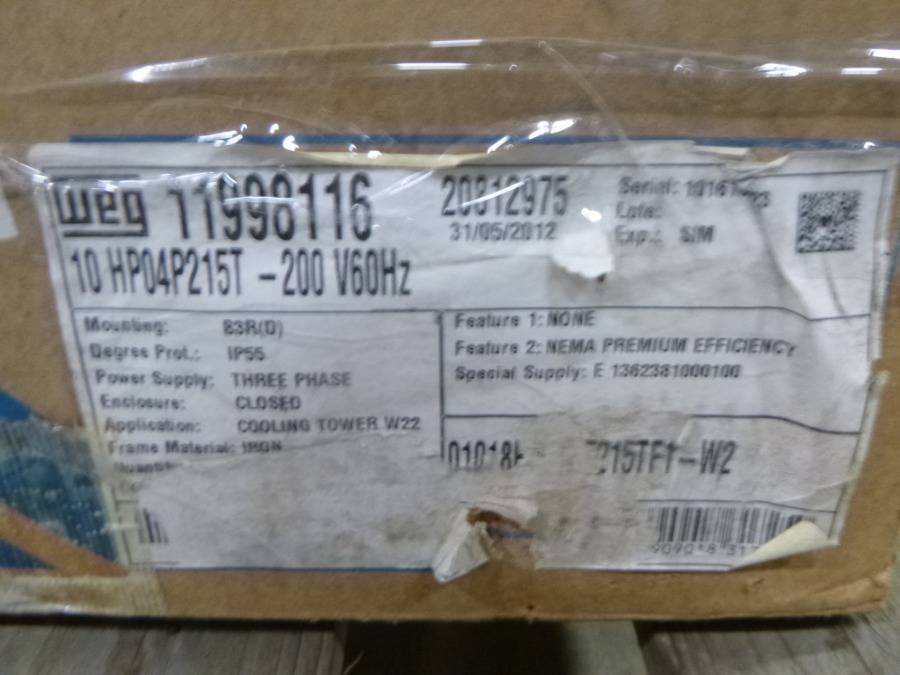 Weg 11998116 20812975
31/05/2012
Serial:
Lote:
Exp.: SIM
10 HP04P215T - 200 V60Hz
Mounting: B3R(D)
Degree Prot.: IP55
Power Supply: THREE PHASE
Enclosure: CLOSED
Application: COOLING TOWER W22
Frame Material: IRON
Feature 1: NONE
Feature 2: NEMA PREMIUM EFFICIENCY
Special Supply: E 1362381000100
215TF1-W2